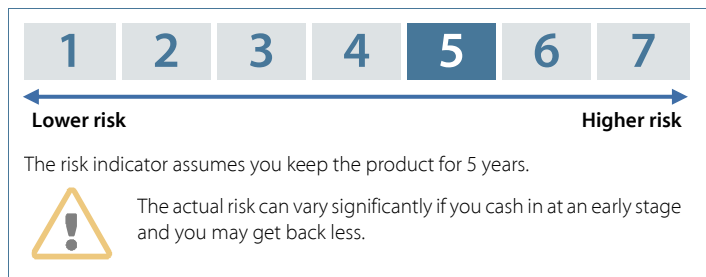 1 2 3 4 5 6 7
Lower risk Higher risk
The risk indicator assumes you keep the product for 5 years.
The actual risk can vary significantly if you cash in at an early stage
and you may get back less.